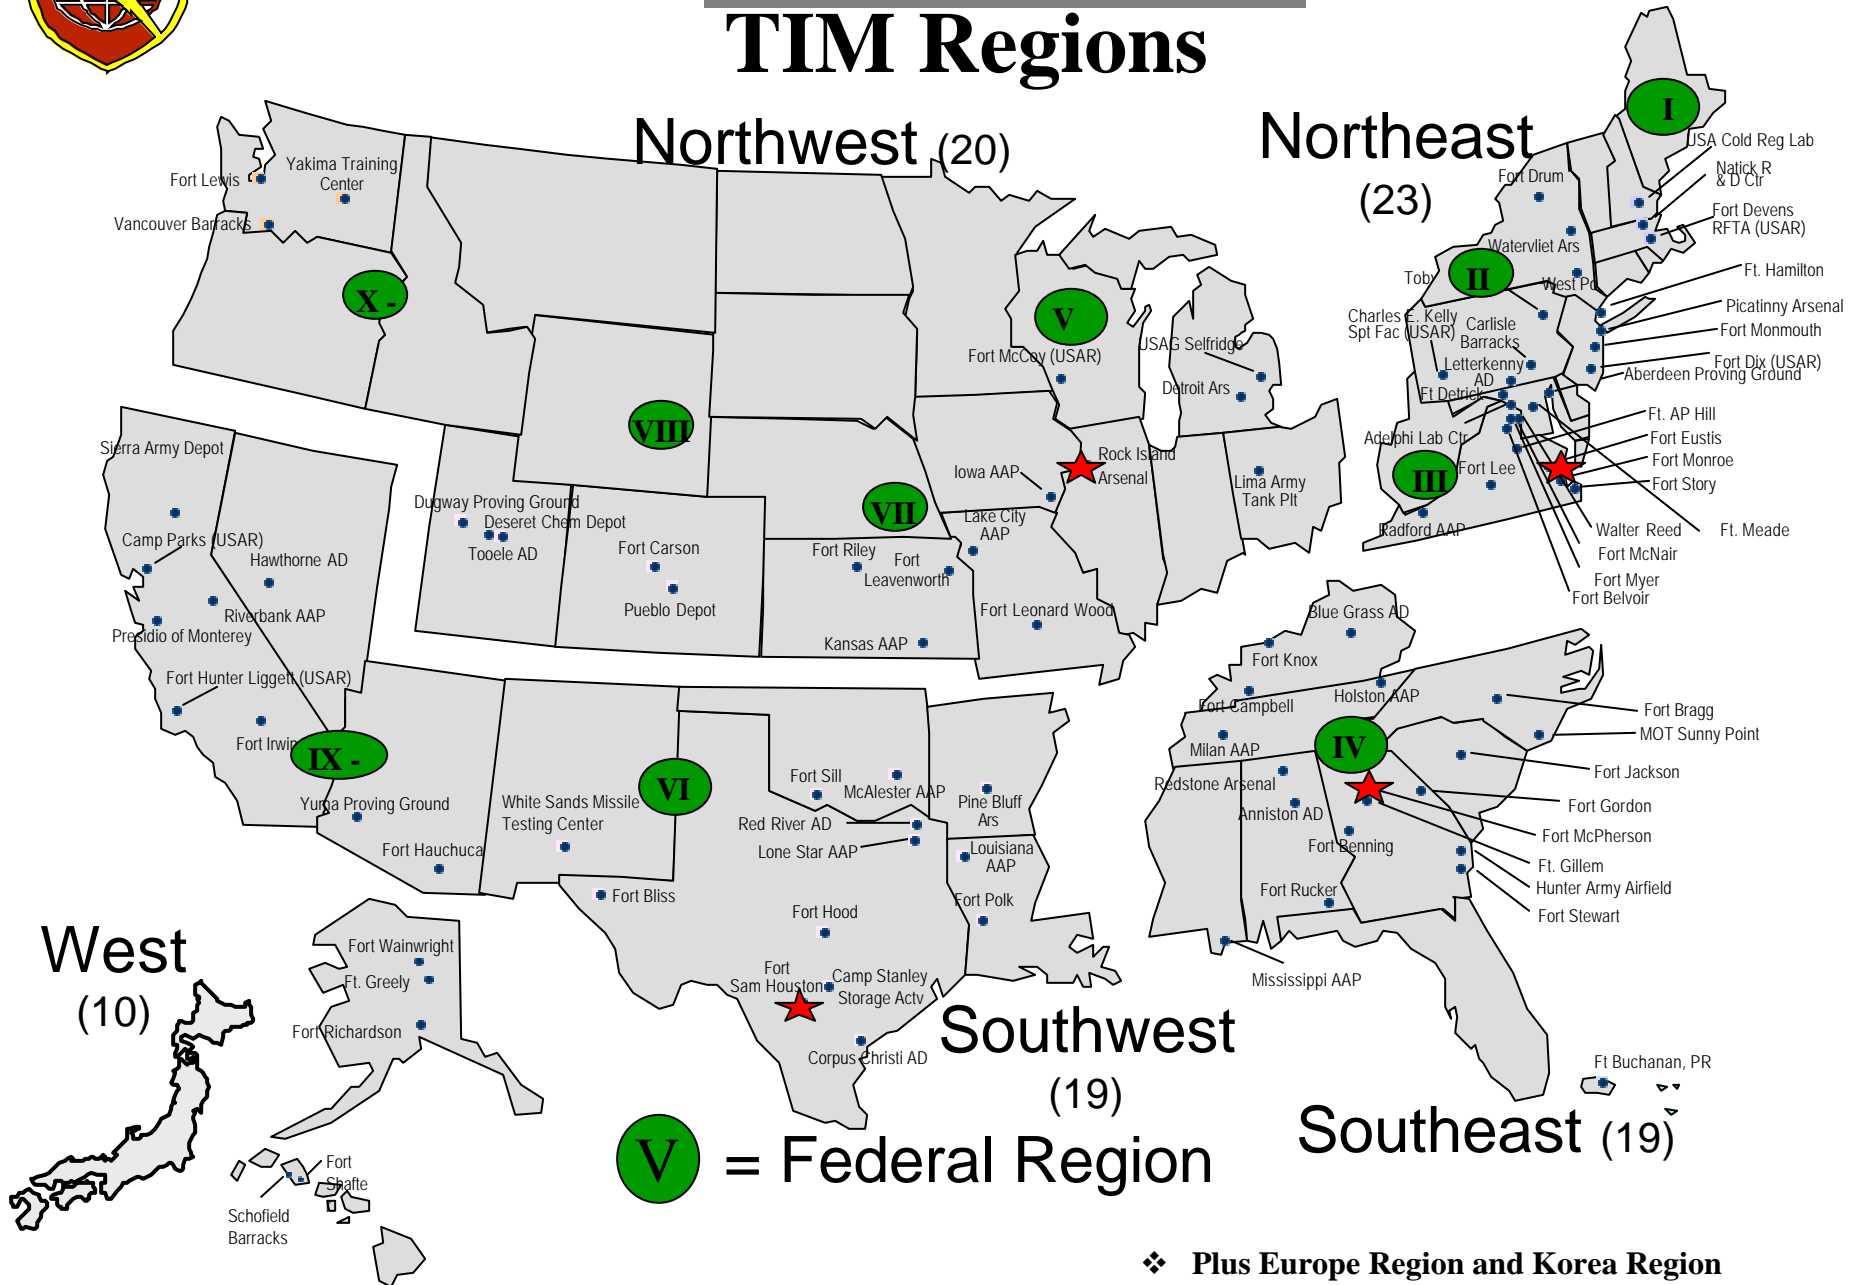 TIM Regions
Northwest (20)
Northeast
(23)
I
USA Cold Reg Lab
Natick R
& D Ctr
Fort Devens
RFTA (USAR)
Fort Drum
Watervliet Ars
II
Toby
West Po
Ft. Hamilton
Picatinny Arsenal
Fort Monmouth
Fort Dix (USAR)
Aberdeen Proving Ground
Charles E. Kelly
Spt Fac (USAR)
Carlisle
Barracks
Letterkenny
AD
Ft Detrick
Adelphi Lab Ctr
III
Fort Lee
Radford AAP
Ft. AP Hill
Fort Eustis
Fort Monroe
Fort Story
Walter Reed
Ft. Meade
Fort McNair
Fort Myer
Fort Belvoir
Fort Lewis
Yakima Training
Center
Vancouver Barracks
X -
V
Fort McCoy (USAR)
USAG Selfridge
Detroit Ars
VIII
VII
Iowa AAP
Rock Island
Arsenal
Lima Army
Tank Plt
Lake City
AAP
Fort Riley
Fort
Leavenworth
Fort Leonard Wood
Kansas AAP
Dugway Proving Ground
Deseret Chem Depot
Tooele AD
Fort Carson
Pueblo Depot
Sierra Army Depot
Camp Parks (USAR)
Hawthorne AD
Riverbank AAP
Presidio of Monterey
Fort Hunter Liggett (USAR)
Fort Irwin
IX -
Yuma Proving Ground
Fort Hauchuca
White Sands Missile
Testing Center
VI
Fort Sill
McAlester AAP
Pine Bluff
Ars
Red River AD
Lone Star AAP
Louisiana
AAP
Fort Bliss
Fort Hood
Fort Polk
Fort
Sam Houston
Camp Stanley
Storage Actv
Corpus Christi AD
Southwest
(19)
Blue Grass AD
Fort Knox
Fort Campbell
Holston AAP
Milan AAP
IV
Redstone Arsenal
Anniston AD
Fort Benning
Fort Rucker
Mississippi AAP
Fort Bragg
MOT Sunny Point
Fort Jackson
Fort Gordon
Fort McPherson
Ft. Gillem
Hunter Army Airfield
Fort Stewart
Ft Buchanan, PR
Southeast (19)
West
(10)
Fort Wainwright
Ft. Greely
Fort Richardson
Fort
Shafte
Schofield
Barracks
V = Federal Region
❖ Plus Europe Region and Korea Region